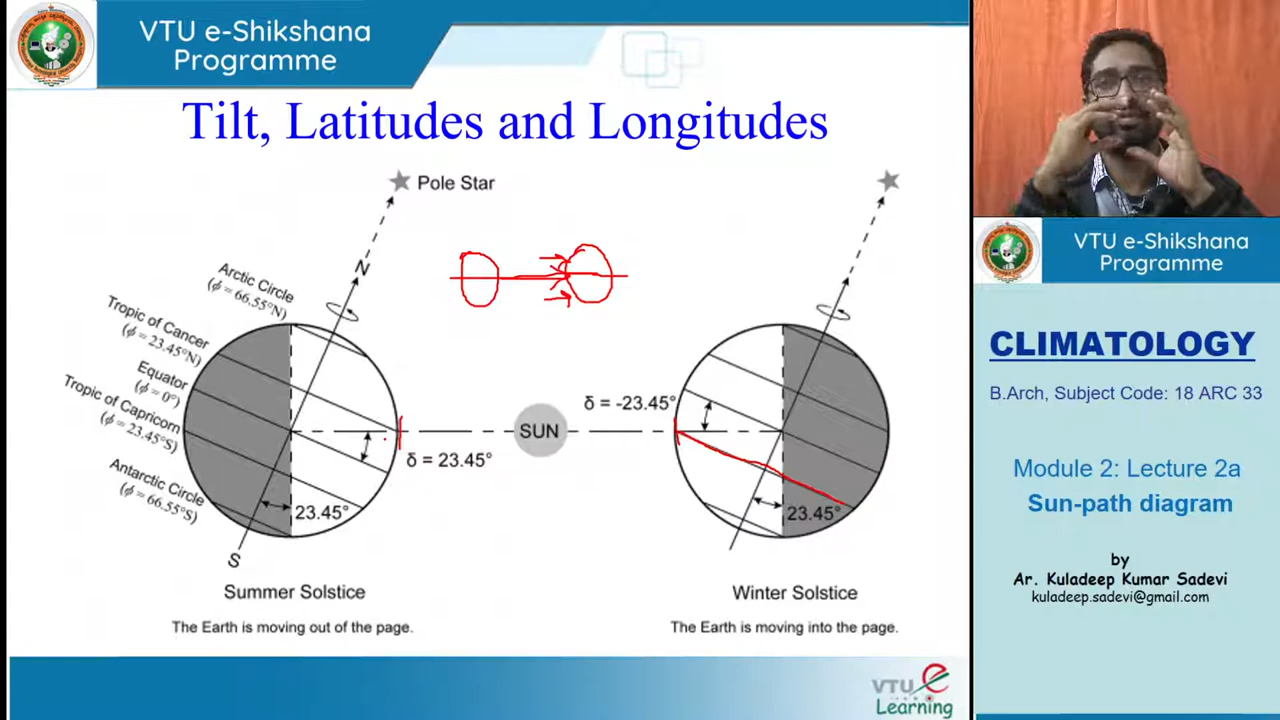 VTU e-Shikshana
Programme
Tilt, Latitudes and Longitudes
Pole Star
N
Arctic Circle
(ϕ = 66.55°N)
Tropic of Cancer
(ϕ = 23.45°N)
Equator
(ϕ = 0°)
Tropic of Capricorn
(ϕ = 23.45°S)
Antarctic Circle
(ϕ = 66.55°S)
S
23.45°
δ = 23.45°
SUN
δ = -23.45°
23.45°
Summer Solstice
The Earth is moving out of the page.
Winter Solstice
The Earth is moving into the page.
VTU e-Shikshana
Programme
CLIMATOLOGY
B.Arch, Subject Code: 18 ARC 33
Module 2: Lecture 2a
Sun-path diagram
by
Ar. Kuladeep Kumar Sadevi
kuladeep.sadevi@gmail.com
VTU e
Learning